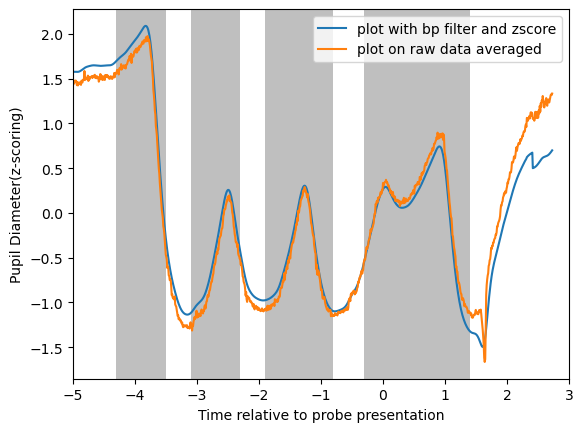 plot with bp filter and zscore
plot on raw data averaged
Pupil Diameter(z-scoring)
2.0
1.5
1.0
0.5
0.0
−0.5
−1.0
−1.5
−5 −4 −3 −2 −1 0 1 2 3
Time relative to probe presentation